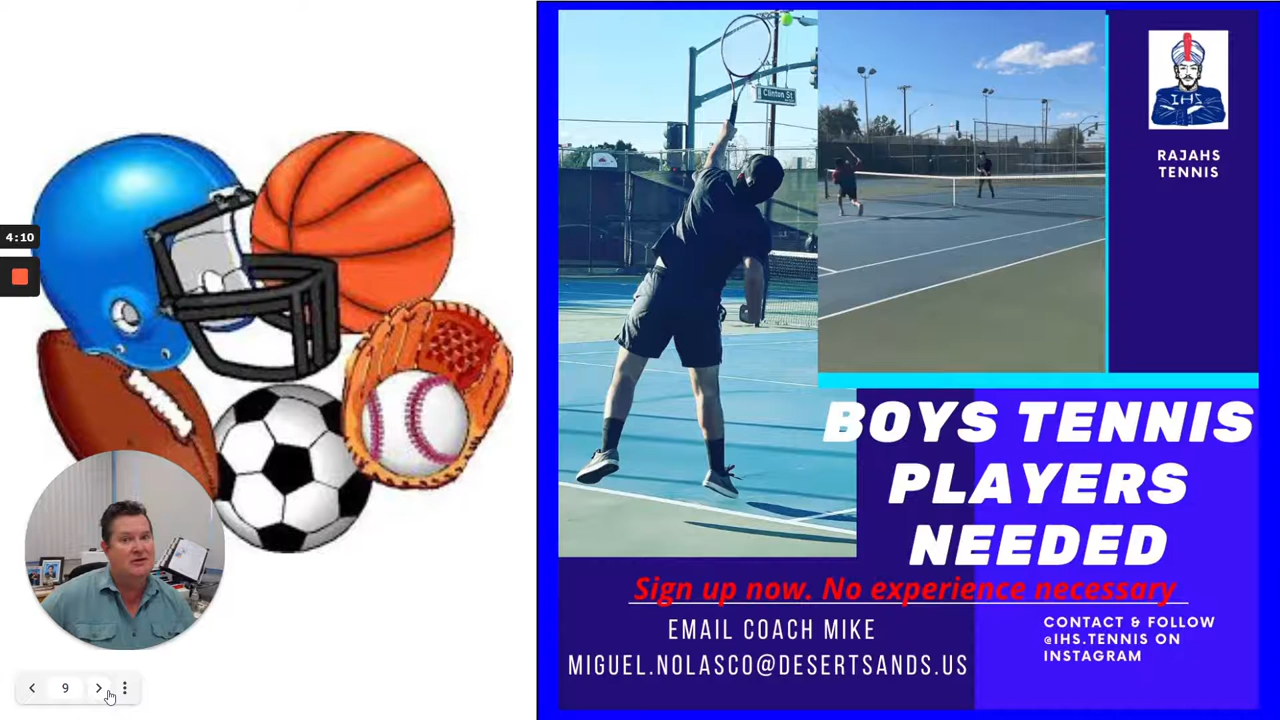 4:10
9
Clinton St
IHS
RAJAHS
TENNIS
BOYS TENNIS
PLAYERS
NEEDED
Sign up now. No experience necessary
EMAIL COACH MIKE
MIGUEL.NOLASCO@DESERTSANDS.US
CONTACT & FOLLOW
@IHS.TENNIS ON
INSTAGRAM